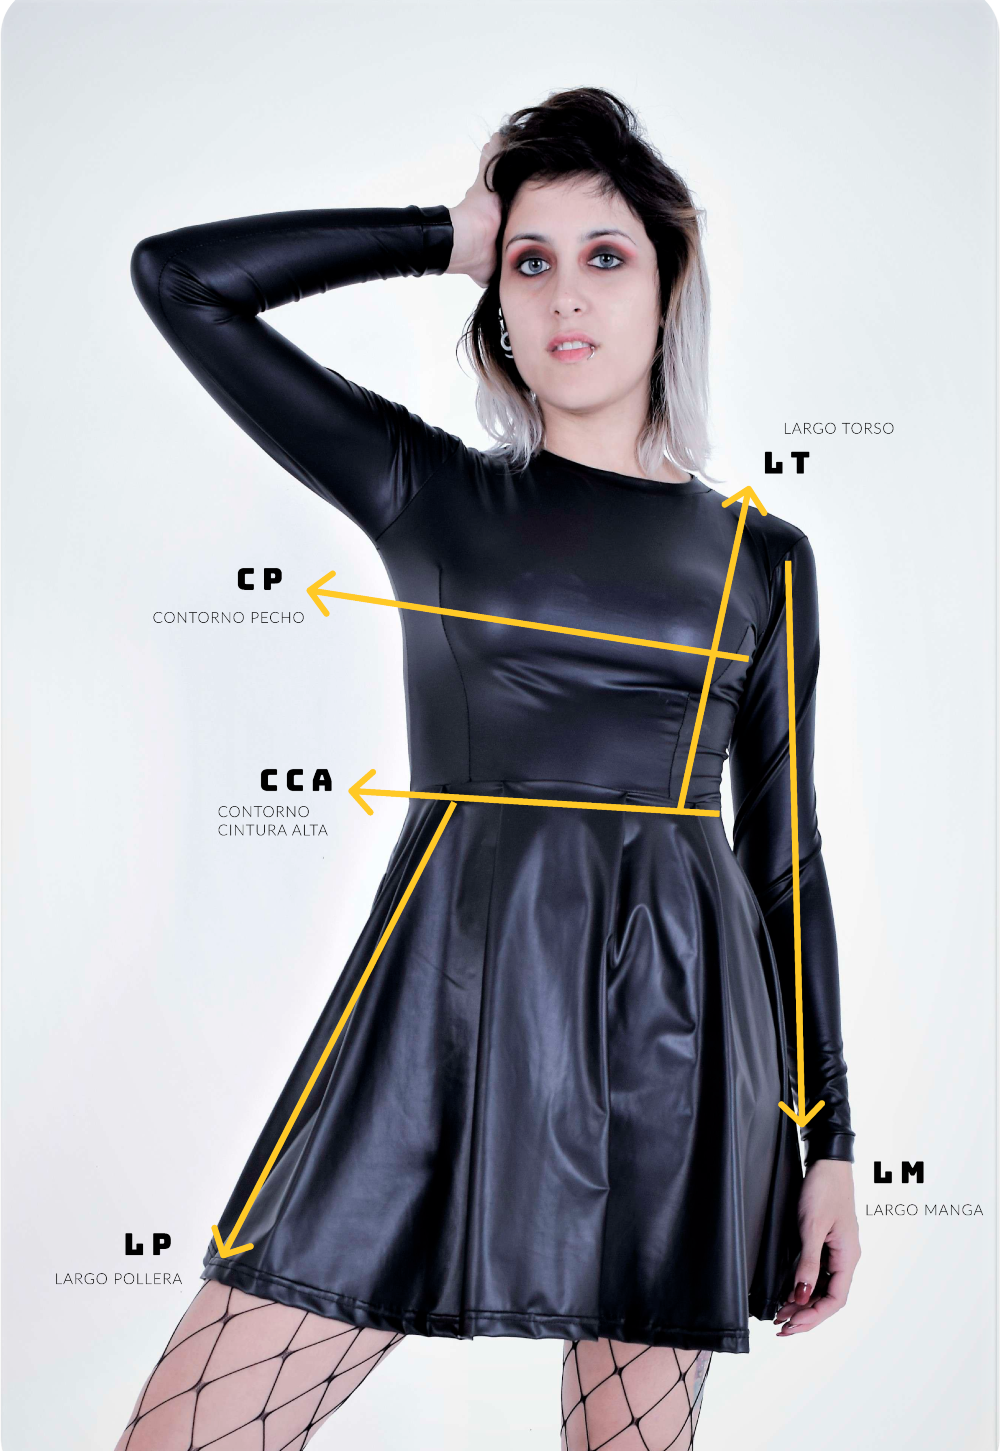 LARGO TORSO
LT
CP
CONTORNO PECHO
CCA
CONTORNO
CINTURA ALTA
LM
LARGO MANGA
LP
LARGO POLLERA